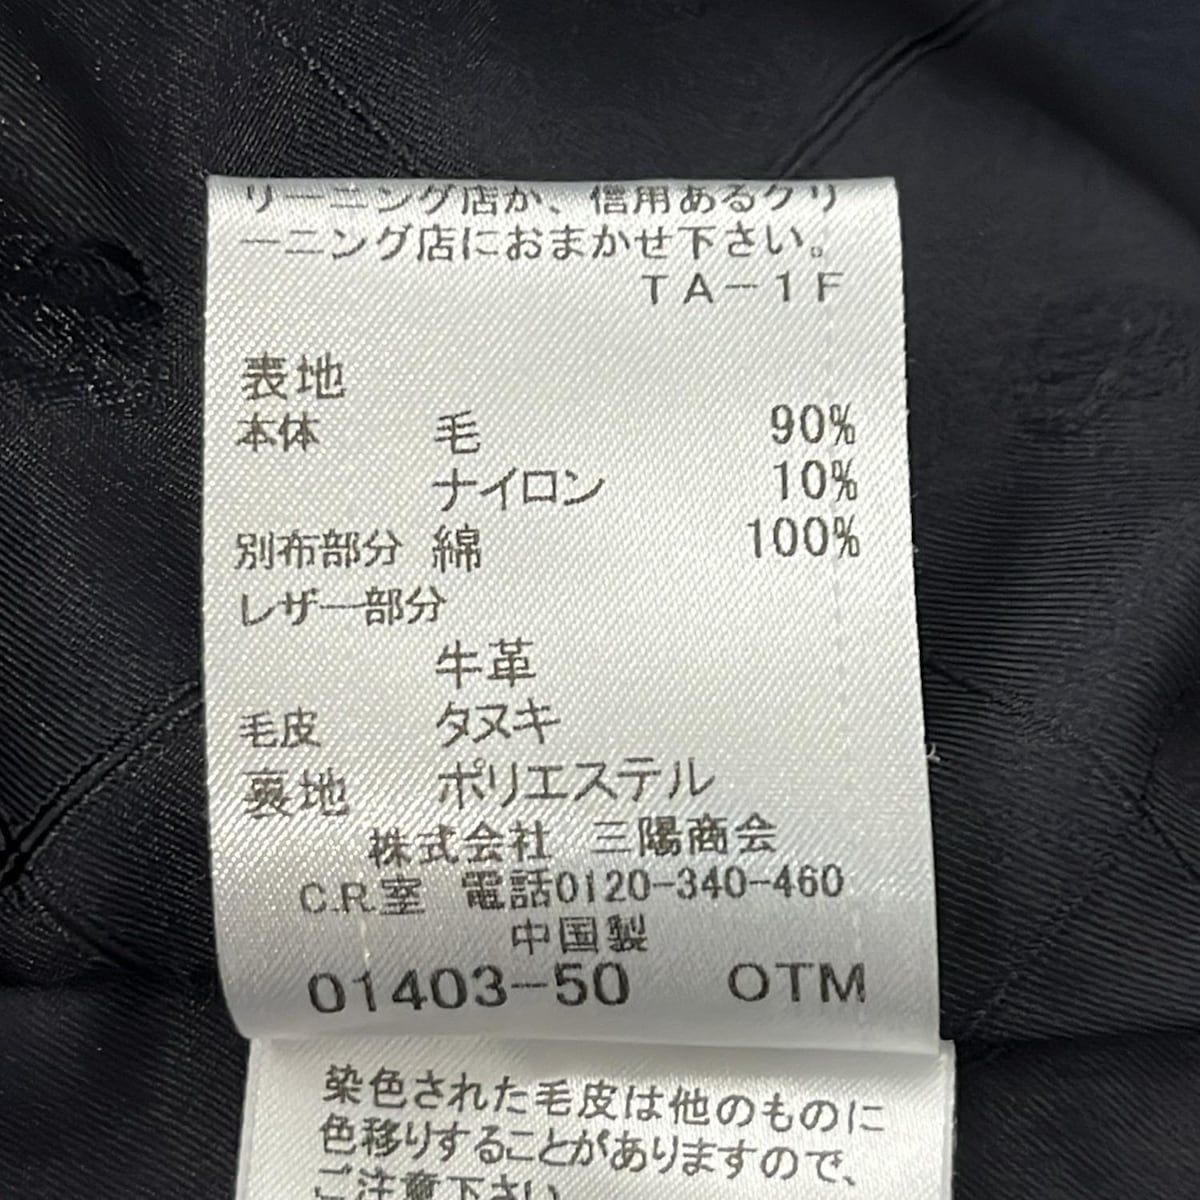 リーニング店か、信用あるクリ
ーニング店におまかせ下さい。
TA-1F
表地
本体 毛 90%
ナイロン 10%
別布部分 綿 100%
レザー部分
牛革
毛皮 タヌキ
裏地 ポリエステル
株式会社 三陽商会
C.R.室 電話0120-340-460
中国製
01403-50 OTM
染色された毛皮は他のものに
色移りすることがありますので、
ご注意下さい